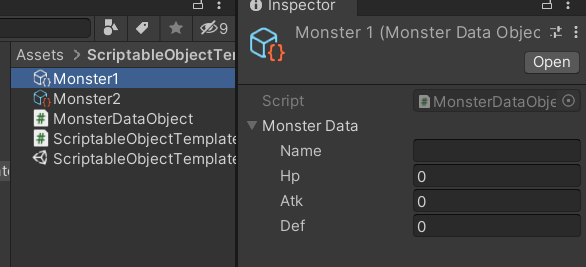 Inspector
9
Assets > ScriptableObjectTem
Monster1
Monster2
MonsterDataObject
ScriptableObjectTemplate
ScriptableObjectTemplate
Monster 1 (Monster Data Objec
Open
Script
#
MonsterDataObje
Monster Data
Name
Hp
0
Atk
0
Def
0